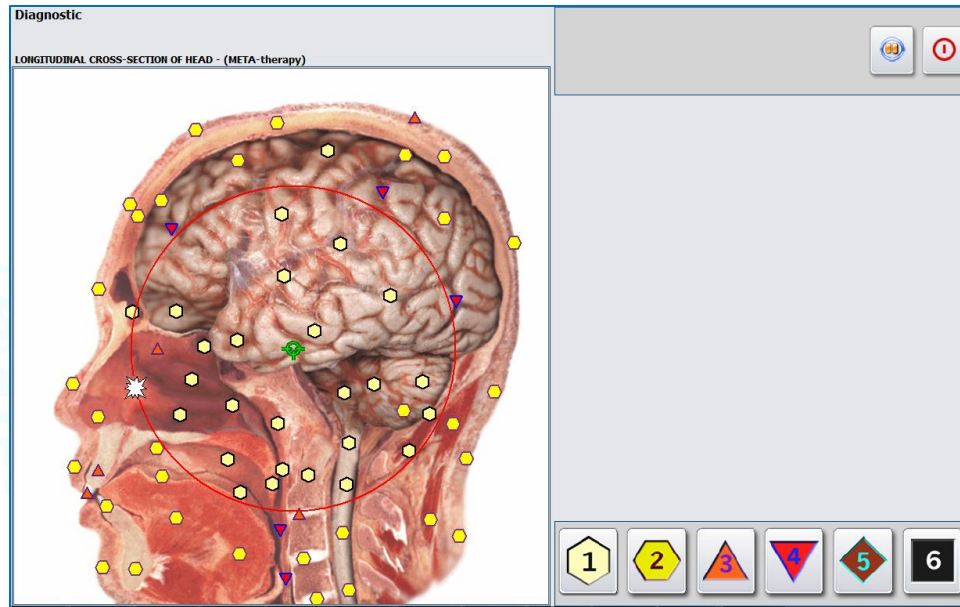 Diagnostic
LONGITUDINAL CROSS-SECTION OF HEAD - (META-therapy)
1 2 3 4 5 6